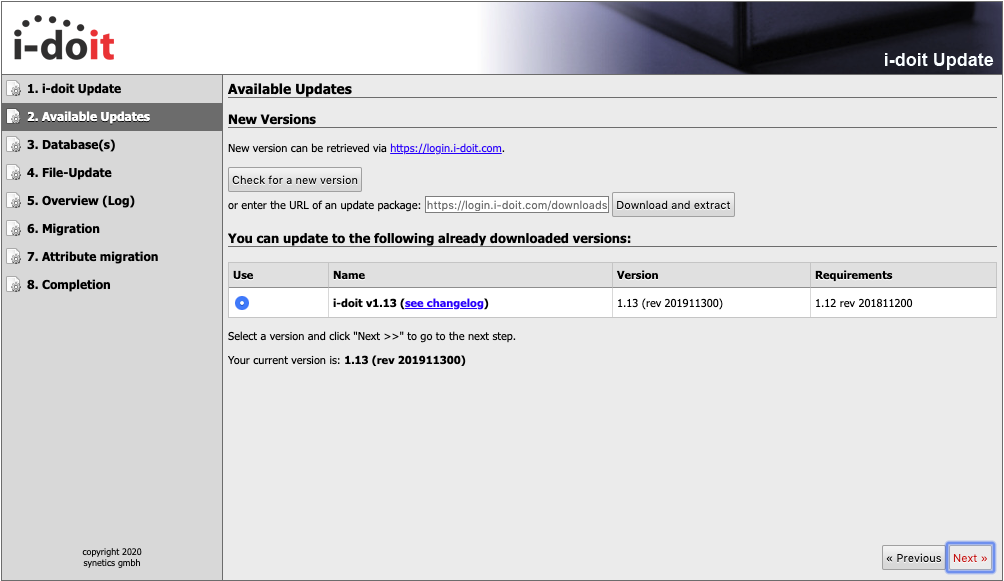 i-doit
i-doit Update
1. i-doit Update
2. Available Updates
3. Database(s)
4. File-Update
5. Overview (Log)
6. Migration
7. Attribute migration
8. Completion
copyright 2020
synetics gmbh
Available Updates
New Versions
New version can be retrieved via https://login.i-doit.com.
Check for a new version
or enter the URL of an update package: https://login.i-doit.com/downloads Download and extract
You can update to the following already downloaded versions:
Use Name Version Requirements
i-doit v1.13 (see changelog) 1.13 (rev 201911300) 1.12 rev 201811200
Select a version and click "Next >>" to go to the next step.
Your current version is: 1.13 (rev 201911300)
« Previous Next »